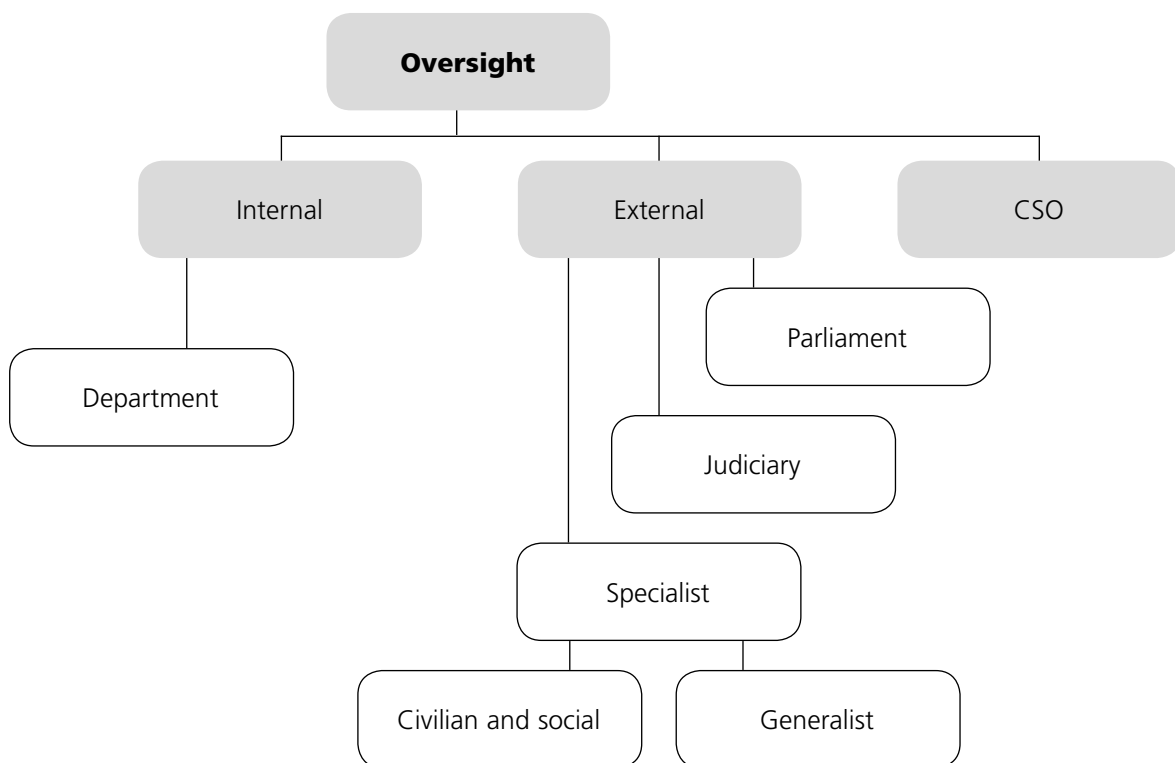 Oversight
Internal
External
CSO
Parliament
Department
Judiciary
Specialist
Civilian and social
Generalist